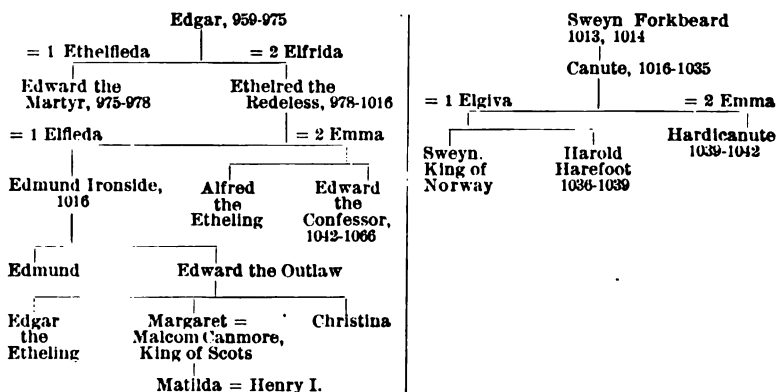 Edgar, 959-975
= 1 Ethelfleda
= 2 Elfrida
Edward the
Martyr, 975-978
Ethelred the
Redeless, 978-1016
= 1 Elfleda
= 2 Emma
Edmund Ironside,
1016
Alfred
the
Etheling
Edward
the
Confessor,
1042-1066
Edmund
Edward the Outlaw
Edgar
the
Etheling
Margaret =
Malcom Canmore,
King of Scots
Christina
Matilda = Henry I.
Sweyn Forkbeard
1013, 1014
Canute, 1016-1035
= 1 Elgiva
= 2 Emma
Sweyn.
King of
Norway
Harold
Harefoot
1036-1039
Hardicanute
1039-1042